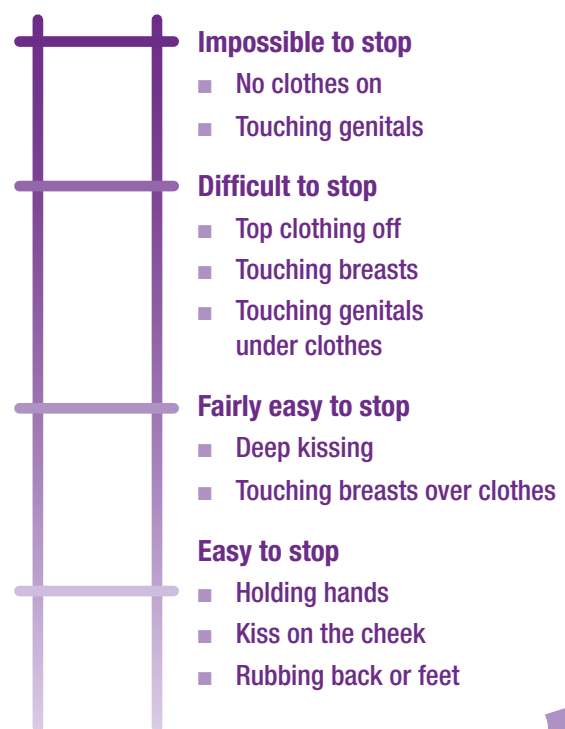 Impossible to stop
■ No clothes on
■ Touching genitals
Difficult to stop
■ Top clothing off
■ Touching breasts
■ Touching genitals
under clothes
Fairly easy to stop
■ Deep kissing
■ Touching breasts over clothes
Easy to stop
■ Holding hands
■ Kiss on the cheek
■ Rubbing back or feet